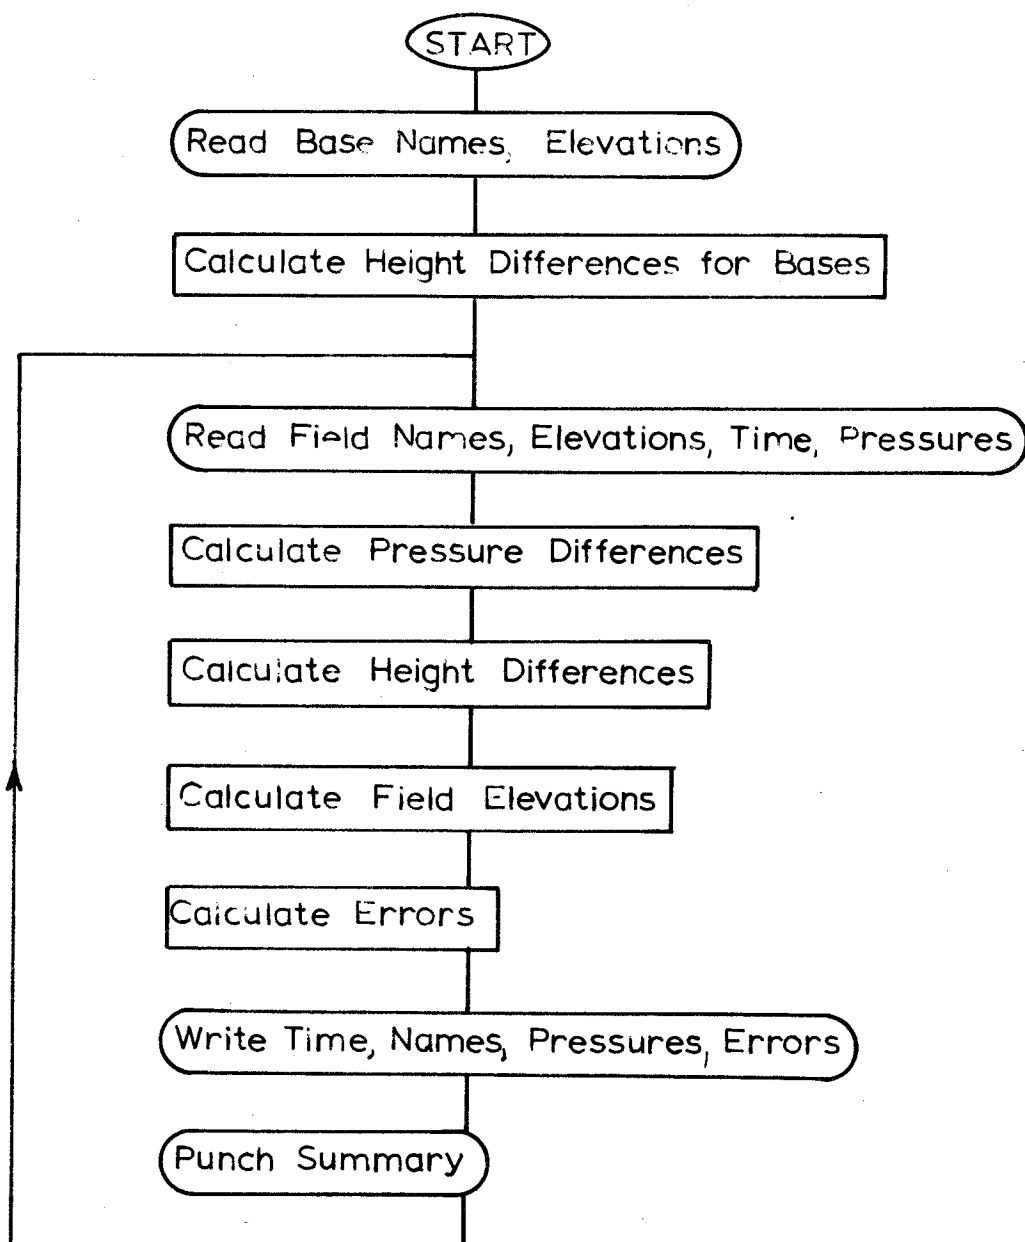 START
Read Base Names, Elevations
Calculate Height Differences for Bases
Read Field Names, Elevations, Time, Pressures
Calculate Pressure Differences
Calculate Height Differences
Calculate Field Elevations
Calculate Errors
Write Time, Names, Pressures, Errors
Punch Summary